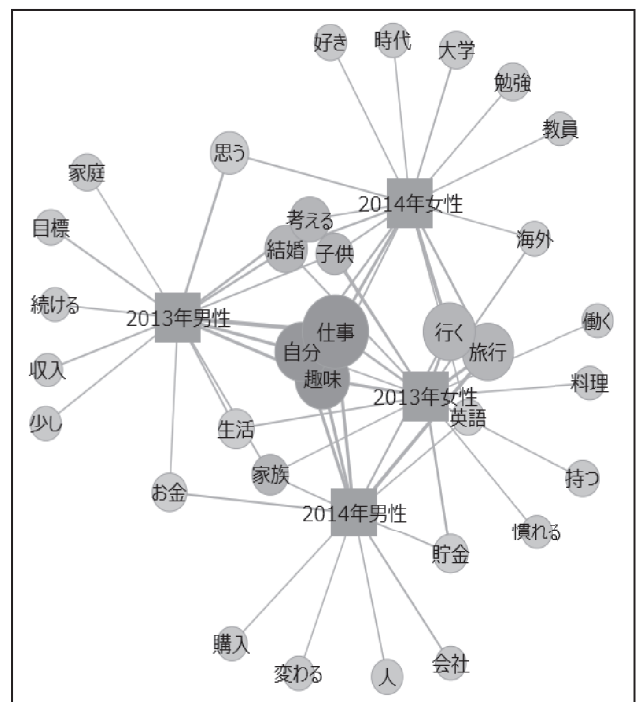 好き
時代
大学
勉強
教員
思う
家庭
2014年女性
考える
目標
結婚
子供
海外
続ける
2013年男性
仕事
行く
働く
自分
旅行
収入
趣味
料理
2013年女性
少し
生活
英語
家族
持つ
お金
2014年男性
慣れる
貯金
購入
変わる
人
会社